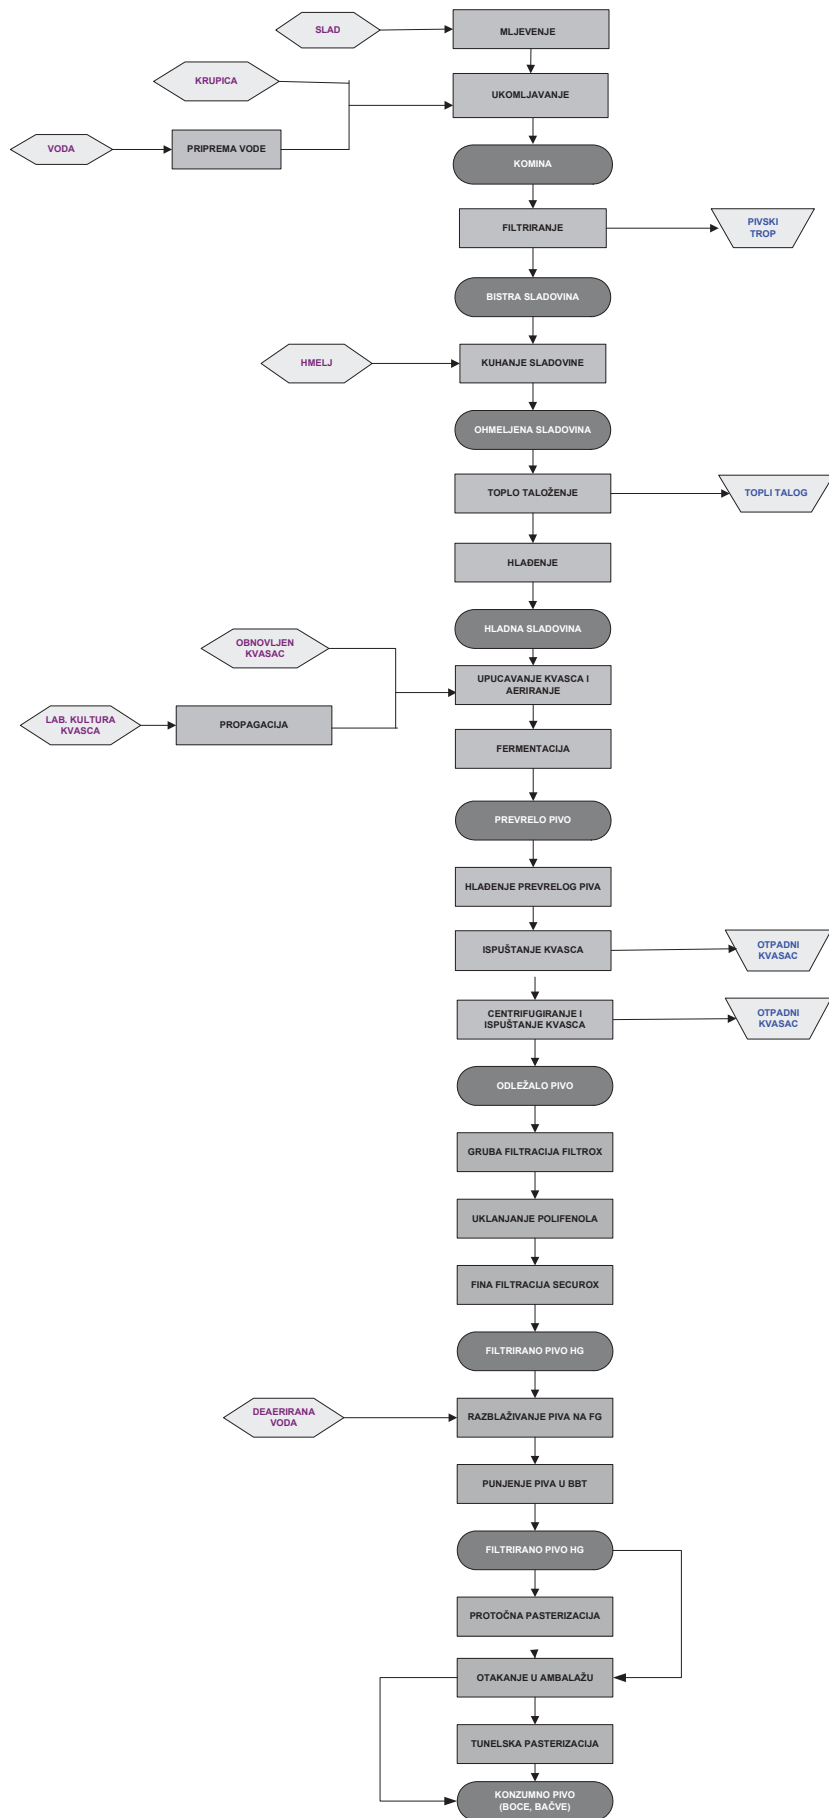 SLAD
MLJEVENJE
KRUPICA
UKOMLJAVANJE
VODA
PRIPREMA VODE
KOMINA
FILTRIRANJE
PIVSKI
TROP
BISTRA SLADOVINA
HMELJ
KUHANJE SLADOVINE
OHMELJENA SLADOVINA
TOPLO TALOŽENJE
TOPLI TALOG
HLAĐENJE
HLADNA SLADOVINA
OBNOVLJEN
KVASAC
UPUCAVANJE KVASCA I
AERIRANJE
LAB. KULTURA
KVASCA
PROPAGACIJA
FERMENTACIJA
PREVRELO PIVO
HLAĐENJE PREVRELOG PIVA
ISPUŠTANJE KVASCA
OTPADNI
KVASAC
CENTRIFUGIRANJE I
ISPUŠTANJE KVASCA
OTPADNI
KVASAC
ODLEŽALO PIVO
GRUBA FILTRACIJA FILTROX
UKLANJANJE POLIFENOLA
FINA FILTRACIJA SECUROX
FILTRIRANO PIVO HG
DEAERIRANA
VODA
RAZBLAŽIVANJE PIVA NA FG
PUNJENJE PIVA U BBT
FILTRIRANO PIVO HG
PROTOČNA PASTERIZACIJA
OTAKANJE U AMBALAŽU
TUNELSKA PASTERIZACIJA
KONZUMNO PIVO
(BOCE, BAČVE)